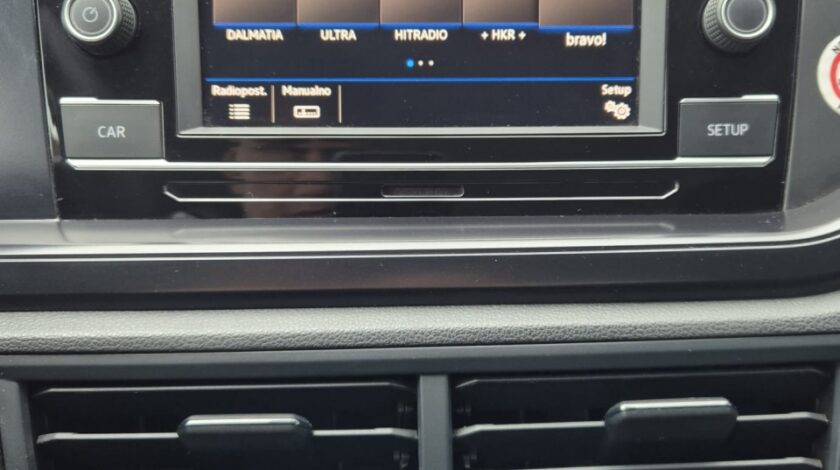 DALMATIA ULTRA HITRADIO + HKR + bravo!
Radiopost. Manualno Setup
CAR SETUP